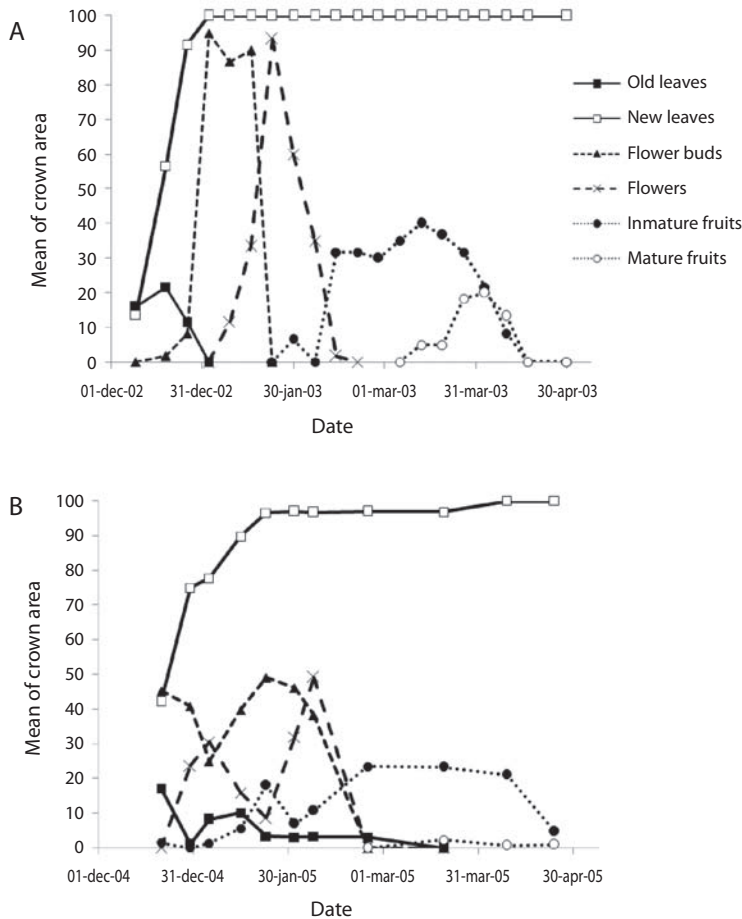 A
100
90
80
70
60
50
40
30
20
10
0
Mean of crown area
01-dec-02 31-dec-02 30-jan-03 01-mar-03 31-mar-03 30-apr-03
Date
Old leaves
New leaves
Flower buds
Flowers
Inmature fruits
Mature fruits
B
100
90
80
70
60
50
40
30
20
10
0
Mean of crown area
01-dec-04 31-dec-04 30-jan-05 01-mar-05 31-mar-05 30-apr-05
Date